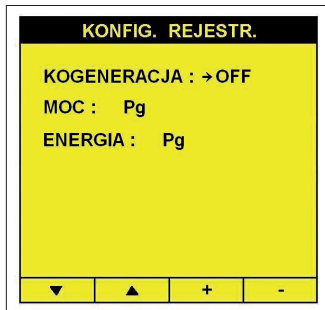 KONFIG. REJESTR.
KOGENERACJA : → OFF
MOC : Pg
ENERGIA : Pg
▼ ▲ + -